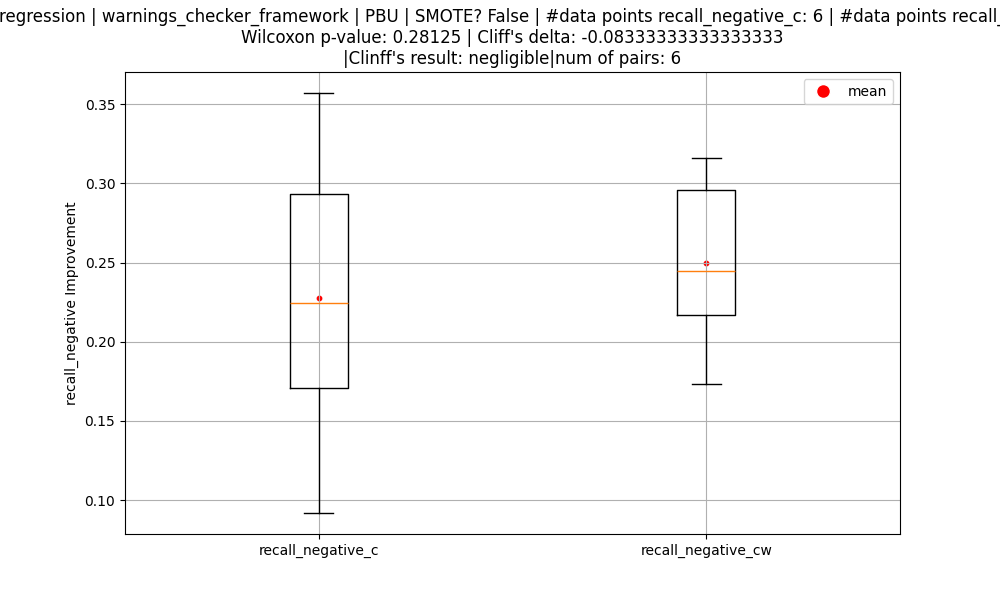 regression | warnings_checker_framework | PBU | SMOTE? False | #data points recall_negative_c: 6 | #data points recall_
Wilcoxon p-value: 0.28125 | Cliff's delta: -0.08333333333333333
|Clinff's result: negligible|num of pairs: 6
mean
0.35
0.30
0.25
0.20
0.15
0.10
recall_negative Improvement
recall_negative_c
recall_negative_cw